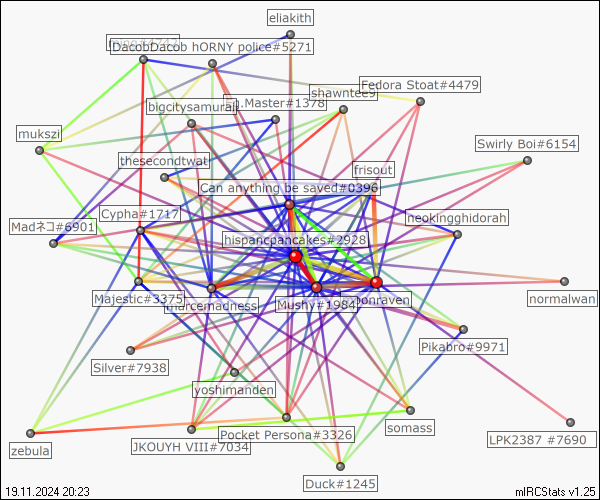 eliakith
DacobDacob hORNY police#5271
Fedora Stoat#4479
shawntee9
bigcitysamurai
g.Master#1378
mukszi
Swirly Boi#6154
thesecondtwat
frisout
Can anything be saved#0396
Cypha#1717
neokingghidorah
Madネコ#6901
hispanicpancakes#2928
Majestic#3375
marcemadness
Mushy#1984
onraven
normalwan
Pikabro#9971
Silver#7938
yoshimanden
somass
Pocket Persona#3326
LPK2387 #7690
JKOUYH VIII#7034
zebula
Duck#1245
19.11.2024 20:23
mIRCStats v1.25